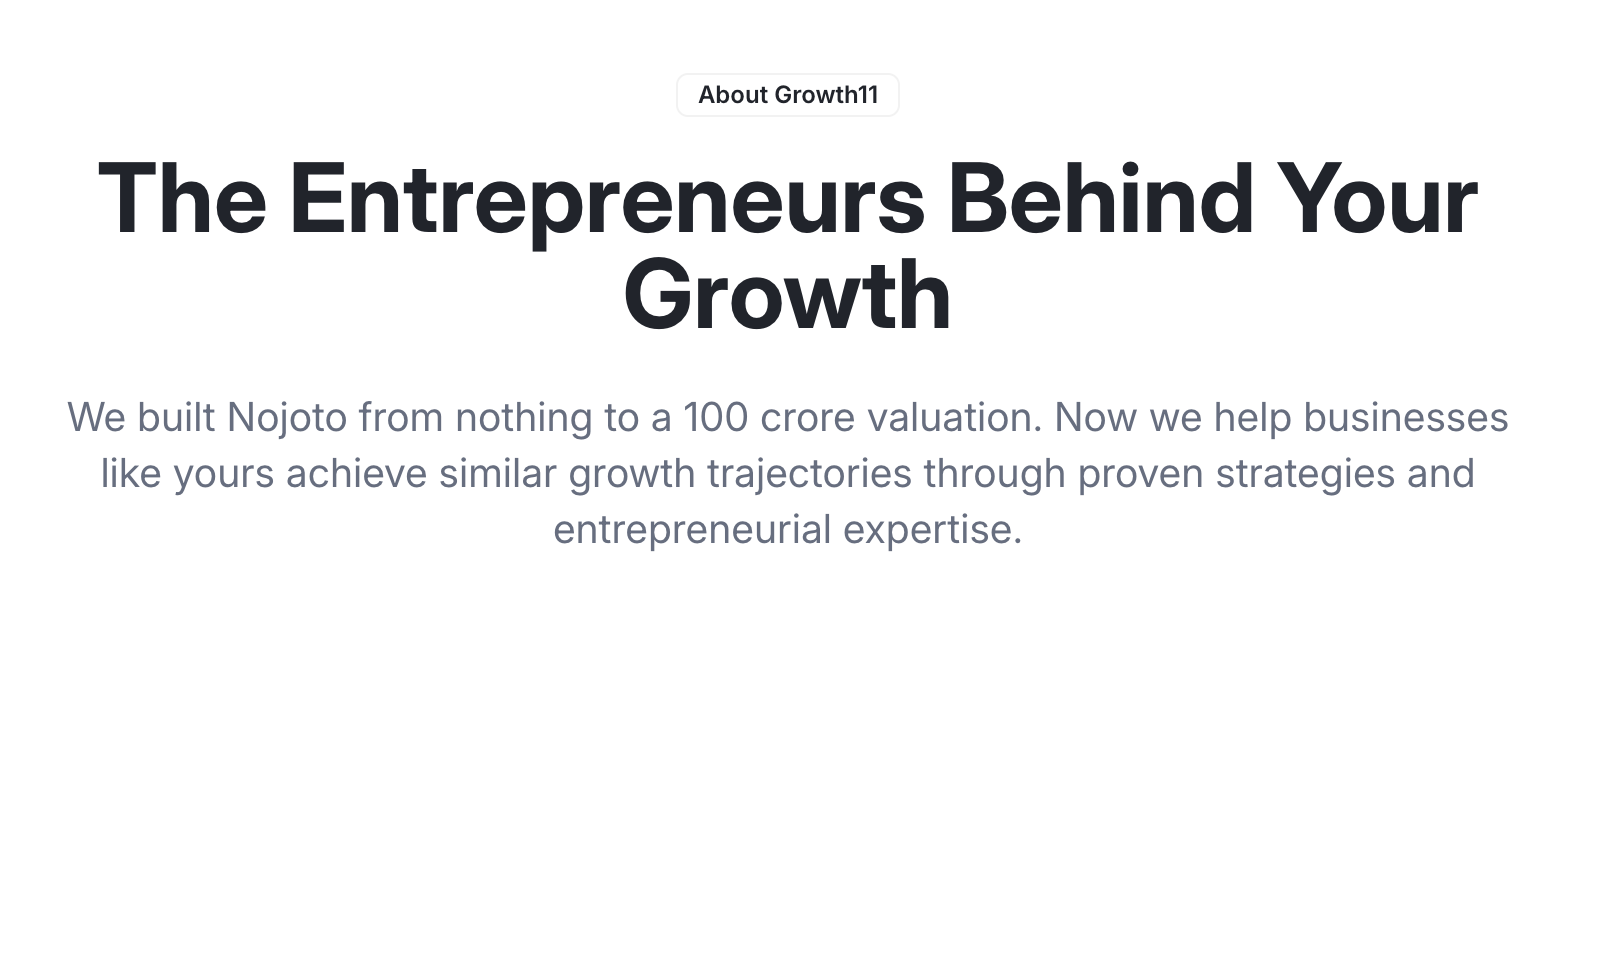 About Growth11
The Entrepreneurs Behind Your
Growth
We built Nojoto from nothing to a 100 crore valuation. Now we help businesses
like yours achieve similar growth trajectories through proven strategies and
entrepreneurial expertise.